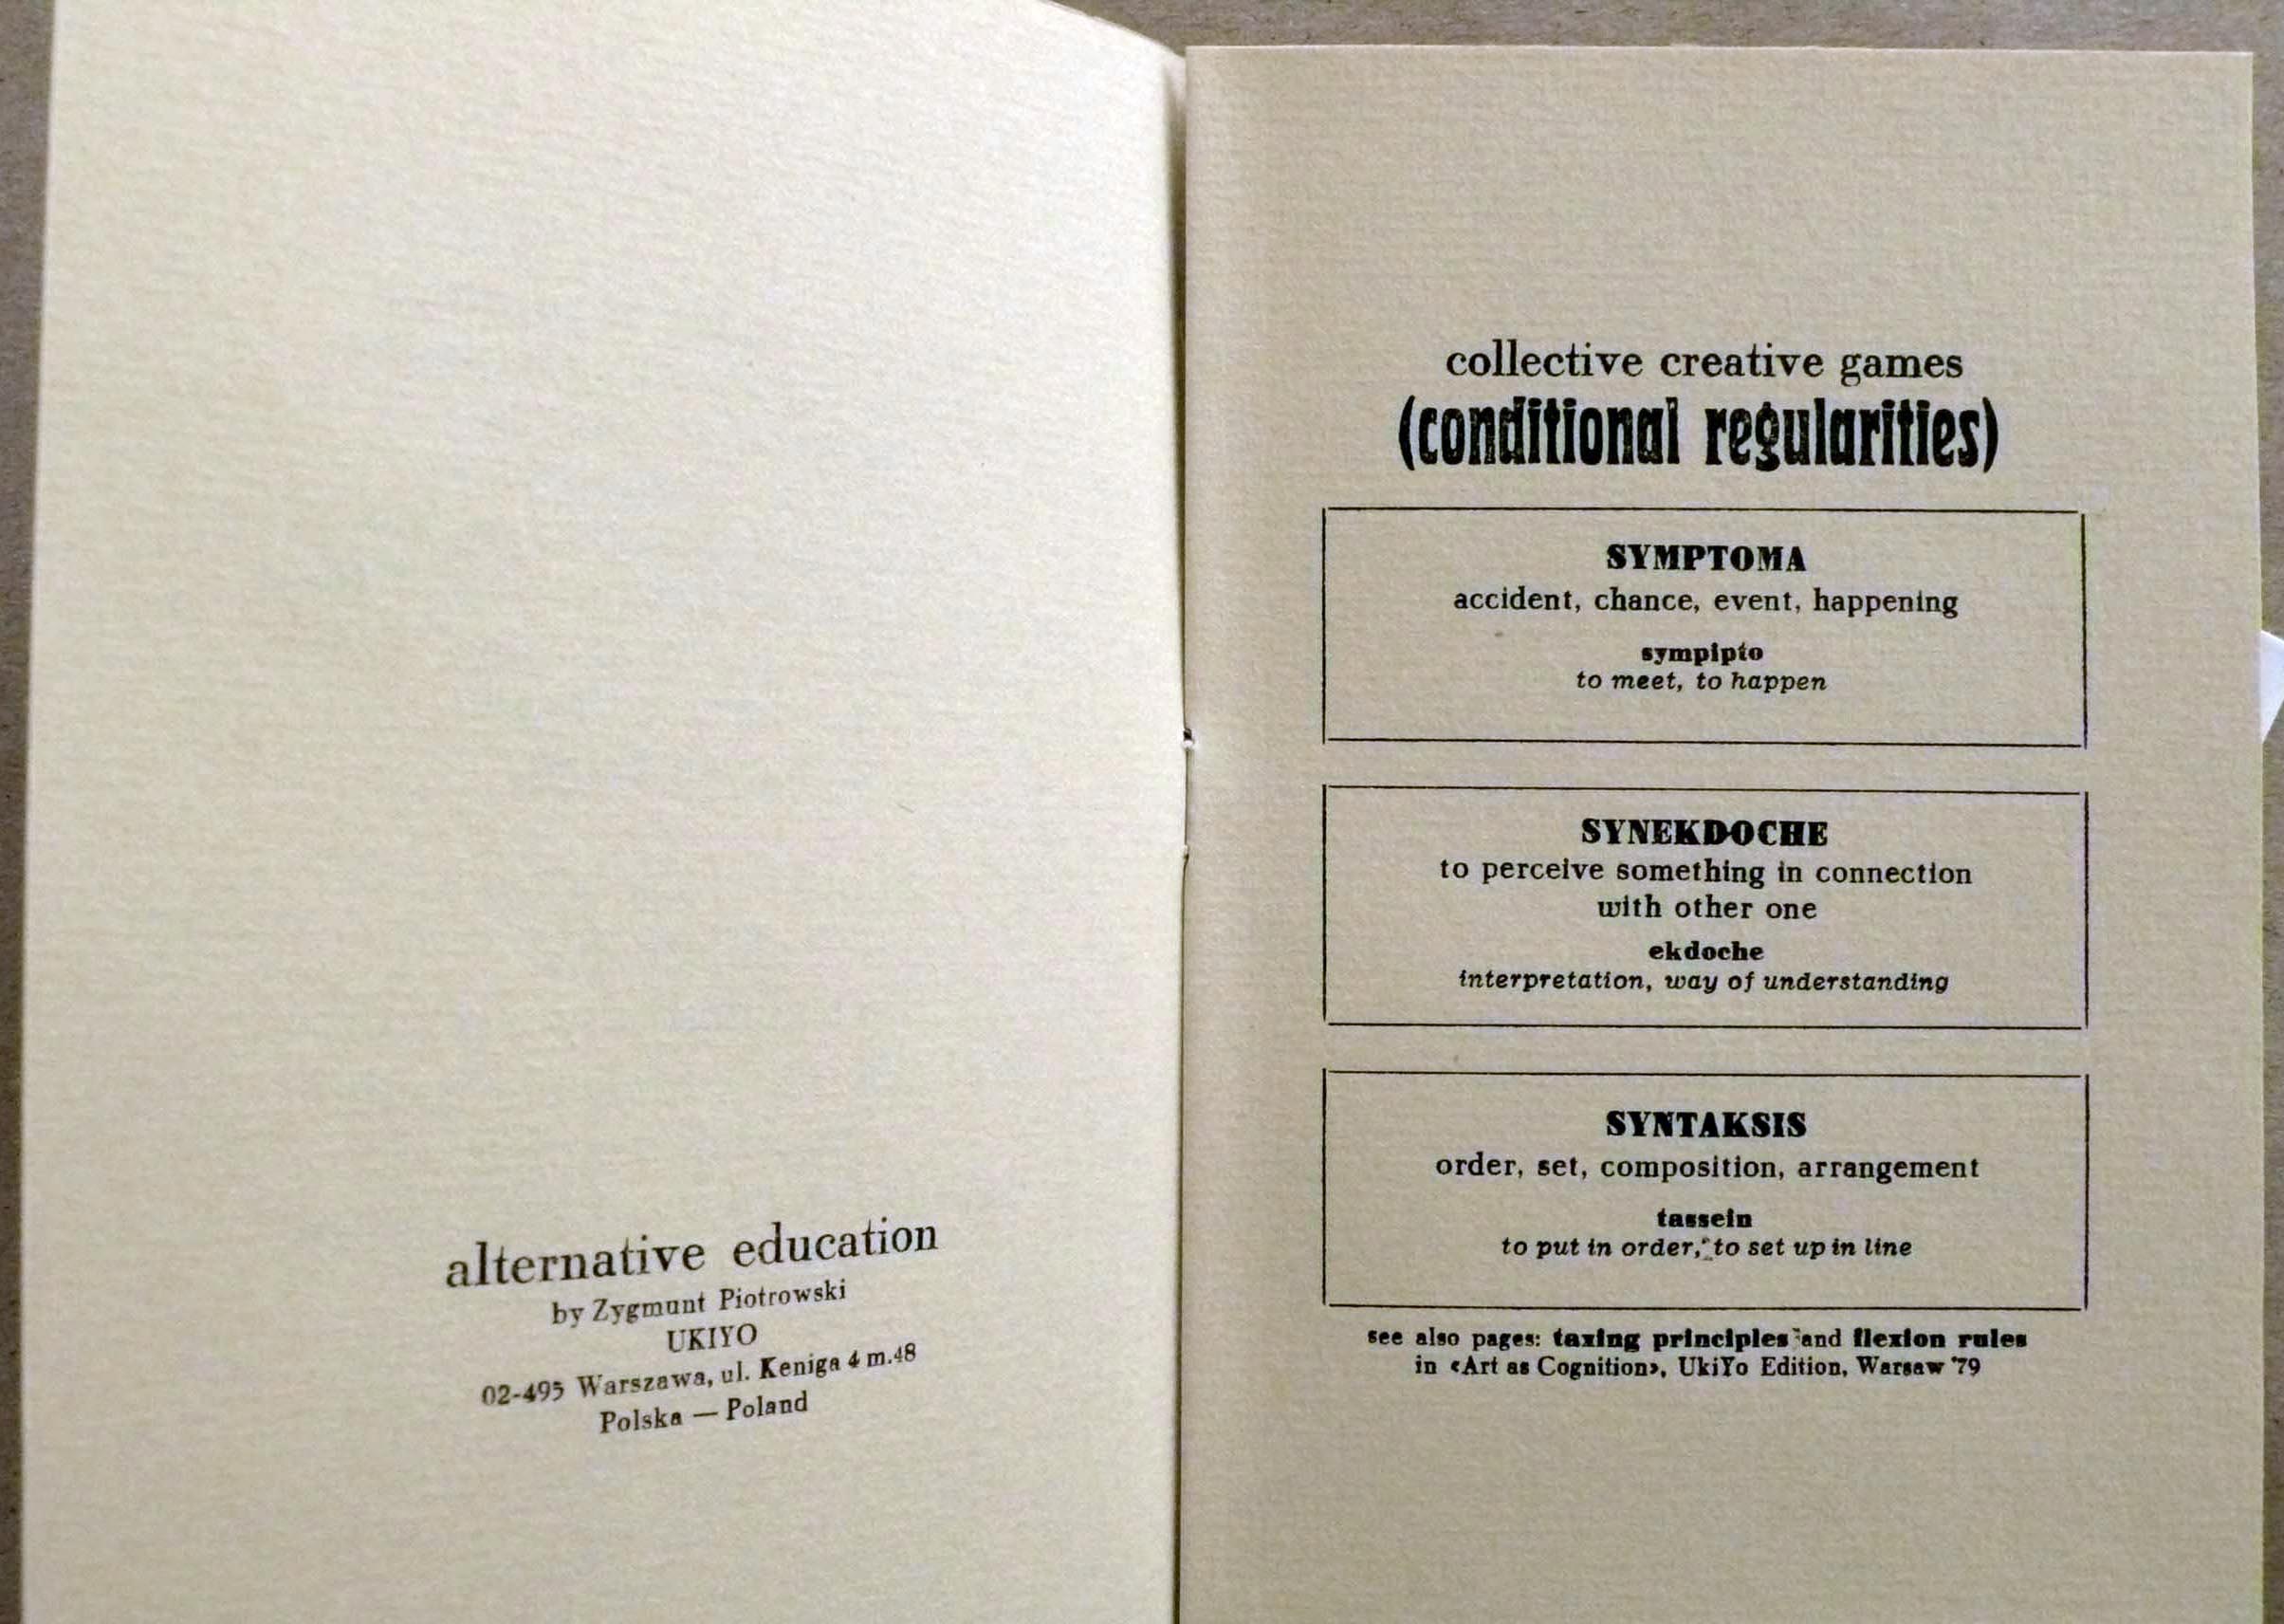 alternative education
by Zygmunt Piotrowski
UKIYO
02-495 Warszawa, ul. Keniga 4 m.48
Polska — Poland
collective creative games
(conditional regularities)
SYMPTOMA
accident, chance, event, happening
sympipto
to meet, to happen
SYNEKDOCHE
to perceive something in connection
with other one
ekdoche
interpretation, way of understanding
SYNTAKSIS
order, set, composition, arrangement
tassein
to put in order, to set up in line
see also pages: taxing principles and flexion rules
in «Art as Cognition», UkiYo Edition, Warsaw '79